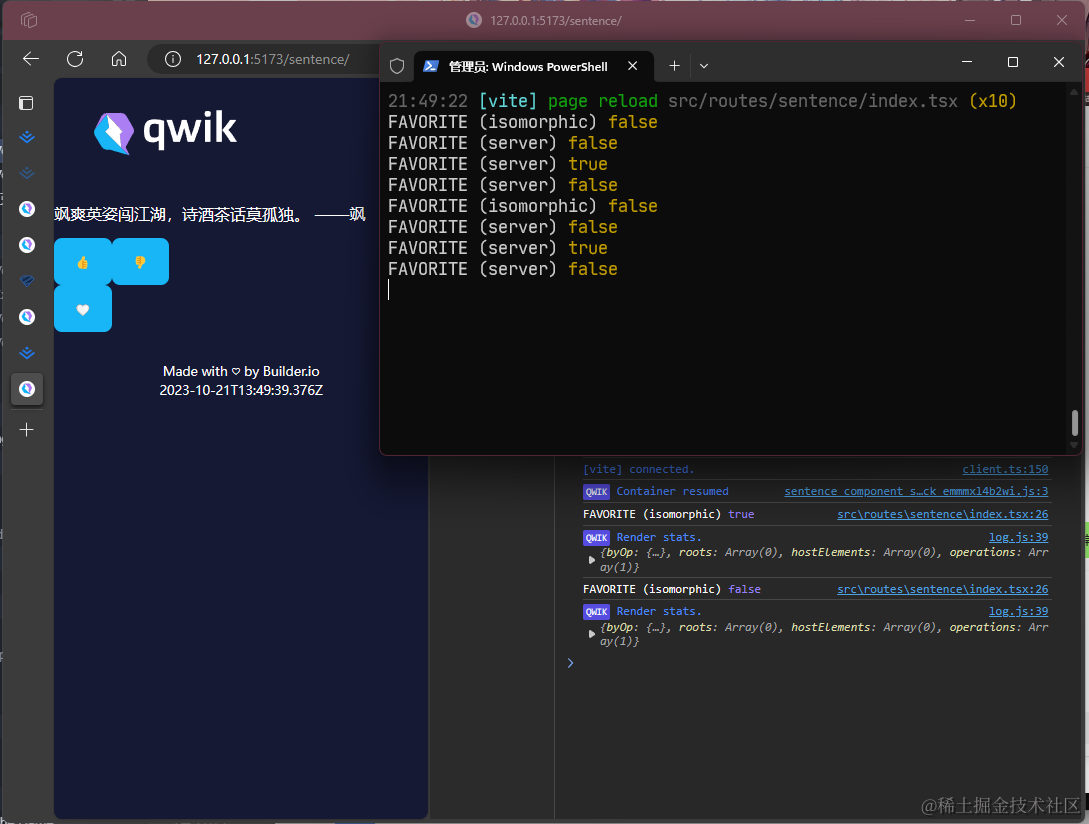 127.0.0.1:5173/sentence/
127.0.0.1:5173/sentence/
管理员: Windows PowerShell
21:49:22 [vite] page reload src/routes/sentence/index.tsx (x10)
FAVORITE (isomorphic) false
FAVORITE (server) false
FAVORITE (server) true
FAVORITE (server) false
FAVORITE (isomorphic) false
FAVORITE (server) false
FAVORITE (server) true
FAVORITE (server) false
qwik
飒爽英姿闯江湖，诗酒茶话莫孤独。 ——飒
👍 👎
🤍
Made with ♡ by Builder.io
2023-10-21T13:49:39.376Z
[vite] connected. client.ts:150
QWIK Container resumed sentence_component_s…ck_emmmxl4b2wi.js:3
FAVORITE (isomorphic) true src\routes\sentence\index.tsx:26
QWIK Render stats. log.js:39
{byOp: {…}, roots: Array(0), hostElements: Array(0), operations: Arr
ay(1)}
FAVORITE (isomorphic) false src\routes\sentence\index.tsx:26
QWIK Render stats. log.js:39
{byOp: {…}, roots: Array(0), hostElements: Array(0), operations: Arr
ay(1)}
@稀土掘金技术社区